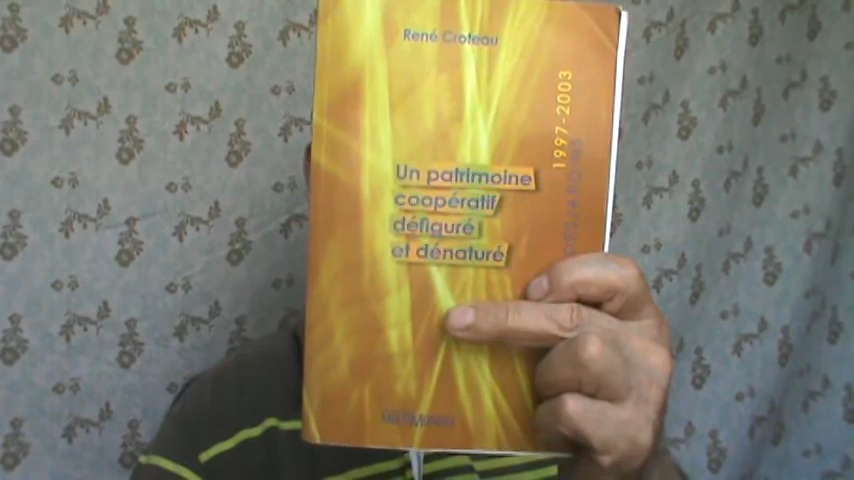 René Croteau
1997-2003
Un patrimoine
coopératif
défiguré
et dénaturé